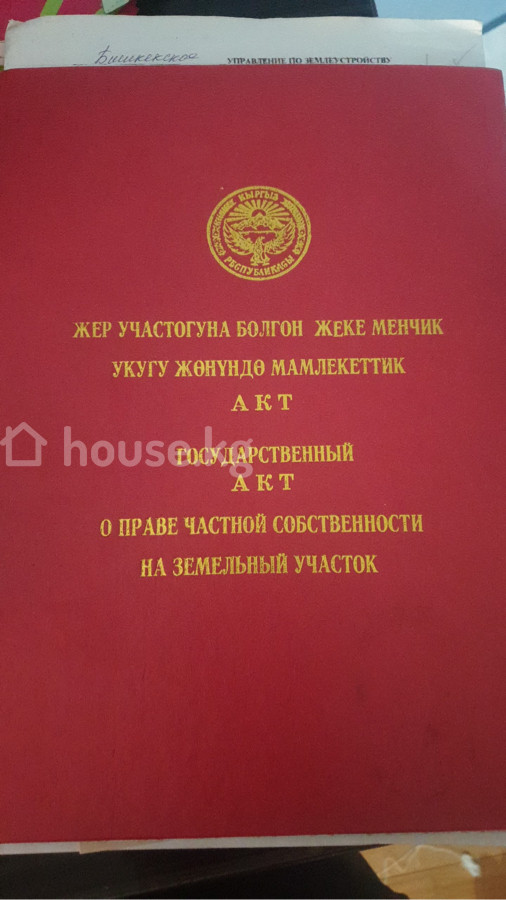 Бишкекское
УПРАВЛЕНИЕ ПО ЗЕМЛЕУСТРОЙСТВУ
КЫРГЫЗ
РЕСПУБЛИКАСЫ
ЖЕР УЧАСТОГУНА БОЛГОН ЖЕКЕ МЕНЧИК
УКУГУ ЖӨНҮНДӨ МАМЛЕКЕТТИК
АКТ
house.kg
ГОСУДАРСТВЕННЫЙ
АКТ
О ПРАВЕ ЧАСТНОЙ СОБСТВЕННОСТИ
НА ЗЕМЕЛЬНЫЙ УЧАСТОК